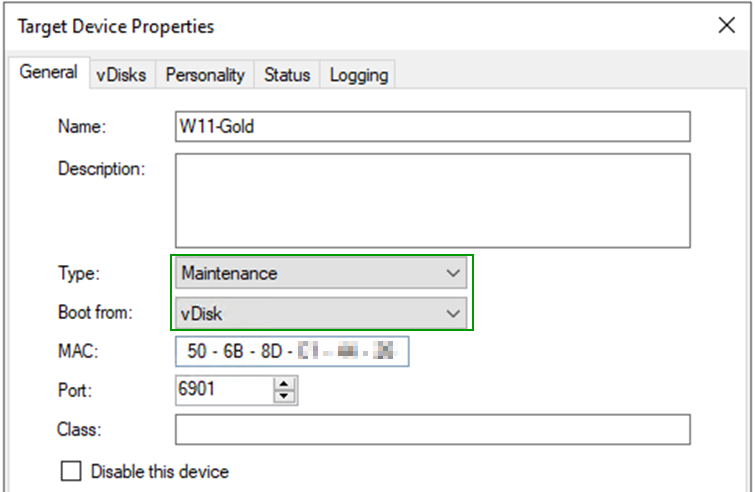 Target Device Properties
General vDisks Personality Status Logging
Name: W11-Gold
Description:
Type: Maintenance
Boot from: vDisk
MAC: 50 - 6B - 8D -
Port: 6901
Class:
Disable this device